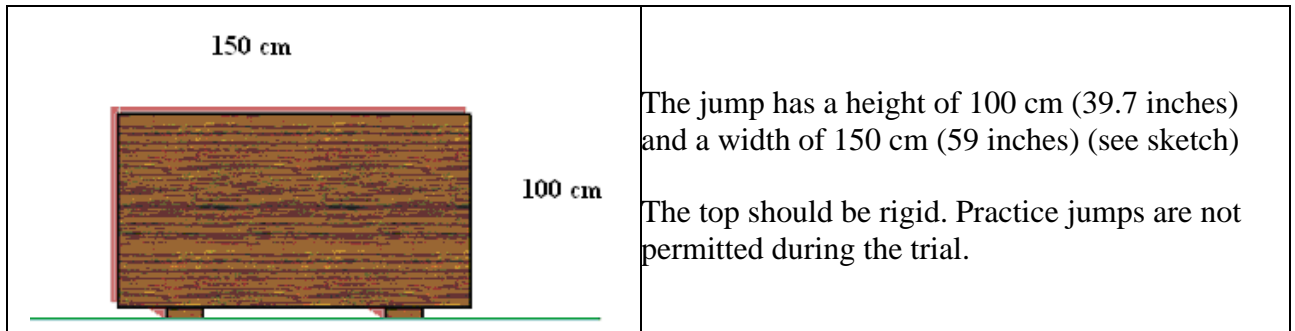 150 cm
100 cm
The jump has a height of 100 cm (39.7 inches)
and a width of 150 cm (59 inches) (see sketch)
The top should be rigid. Practice jumps are not
permitted during the trial.